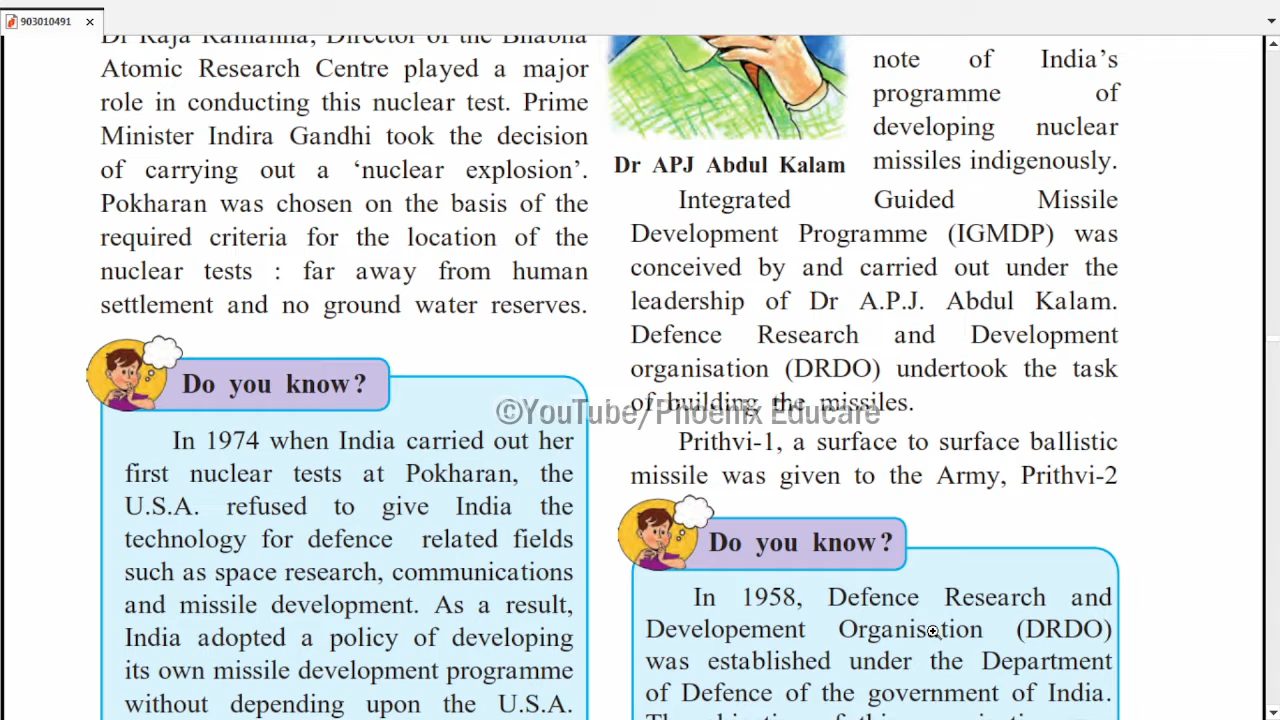 903010491
Dr Raja Ramanna, Director of the Bhabha
Atomic Research Centre played a major
role in conducting this nuclear test. Prime
Minister Indira Gandhi took the decision
of carrying out a ‘nuclear explosion’.
Pokharan was chosen on the basis of the
required criteria for the location of the
nuclear tests : far away from human
settlement and no ground water reserves.
Do you know?
In 1974 when India carried out her
first nuclear tests at Pokharan, the
U.S.A. refused to give India the
technology for defence related fields
such as space research, communications
and missile development. As a result,
India adopted a policy of developing
its own missile development programme
without depending upon the U.S.A.
Dr APJ Abdul Kalam
note of India’s
programme of
developing nuclear
missiles indigenously.
Integrated Guided Missile
Development Programme (IGMDP) was
conceived by and carried out under the
leadership of Dr A.P.J. Abdul Kalam.
Defence Research and Development
organisation (DRDO) undertook the task
of building the missiles.
©YouTube/Phoenix Educare
Prithvi-1, a surface to surface ballistic
missile was given to the Army, Prithvi-2
Do you know?
In 1958, Defence Research and
Developement Organisation (DRDO)
was established under the Department
of Defence of the government of India.